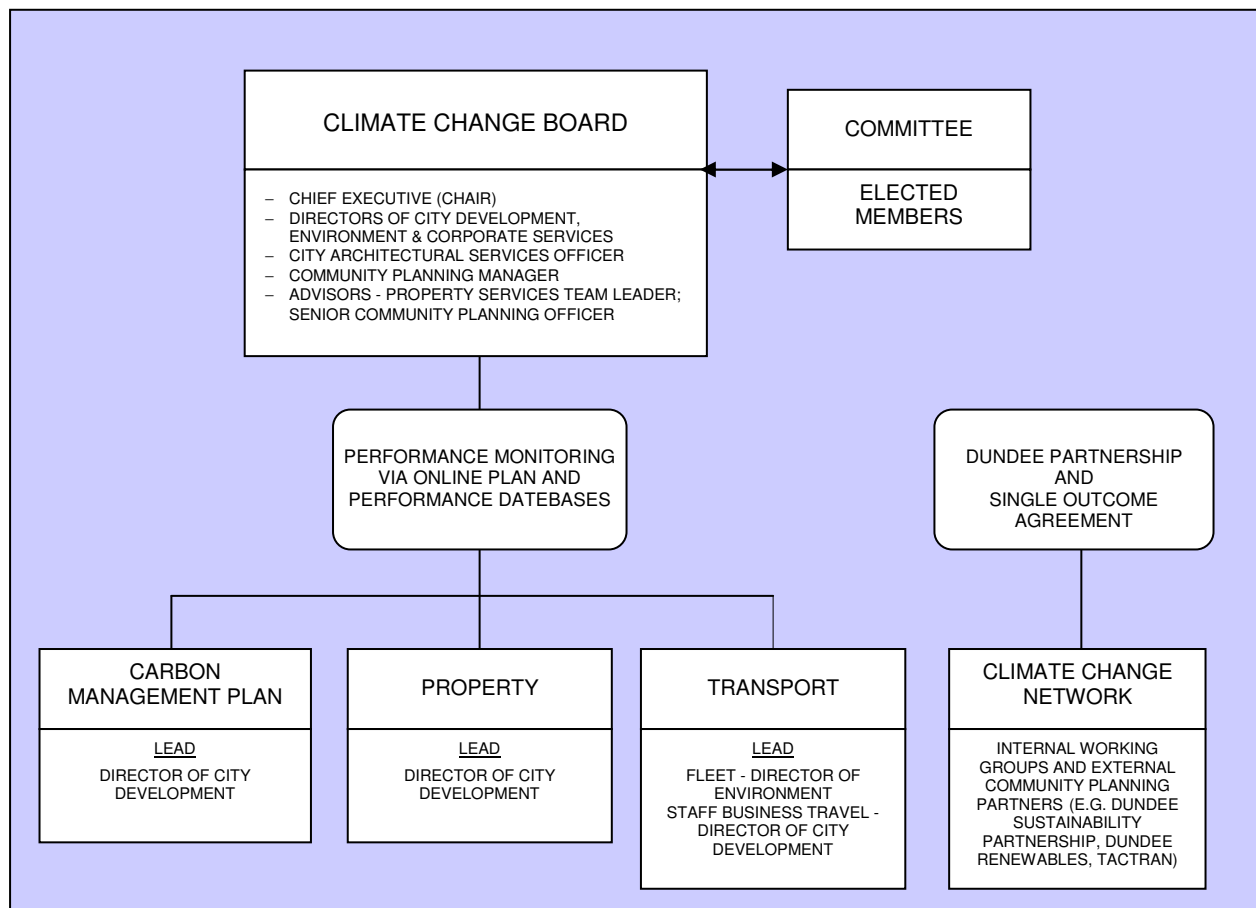 CLIMATE CHANGE BOARD
– CHIEF EXECUTIVE (CHAIR)
– DIRECTORS OF CITY DEVELOPMENT,
ENVIRONMENT & CORPORATE SERVICES
– CITY ARCHITECTURAL SERVICES OFFICER
– COMMUNITY PLANNING MANAGER
– ADVISORS - PROPERTY SERVICES TEAM LEADER;
SENIOR COMMUNITY PLANNING OFFICER
COMMITTEE
ELECTED
MEMBERS
PERFORMANCE MONITORING
VIA ONLINE PLAN AND
PERFORMANCE DATEBASES
DUNDEE PARTNERSHIP
AND
SINGLE OUTCOME
AGREEMENT
CARBON
MANAGEMENT PLAN
LEAD
DIRECTOR OF CITY
DEVELOPMENT
PROPERTY
LEAD
DIRECTOR OF CITY
DEVELOPMENT
TRANSPORT
LEAD
FLEET - DIRECTOR OF
ENVIRONMENT
STAFF BUSINESS TRAVEL -
DIRECTOR OF CITY
DEVELOPMENT
CLIMATE CHANGE
NETWORK
INTERNAL WORKING
GROUPS AND EXTERNAL
COMMUNITY PLANNING
PARTNERS (E.G. DUNDEE
SUSTAINABILITY
PARTNERSHIP, DUNDEE
RENEWABLES, TACTRAN)